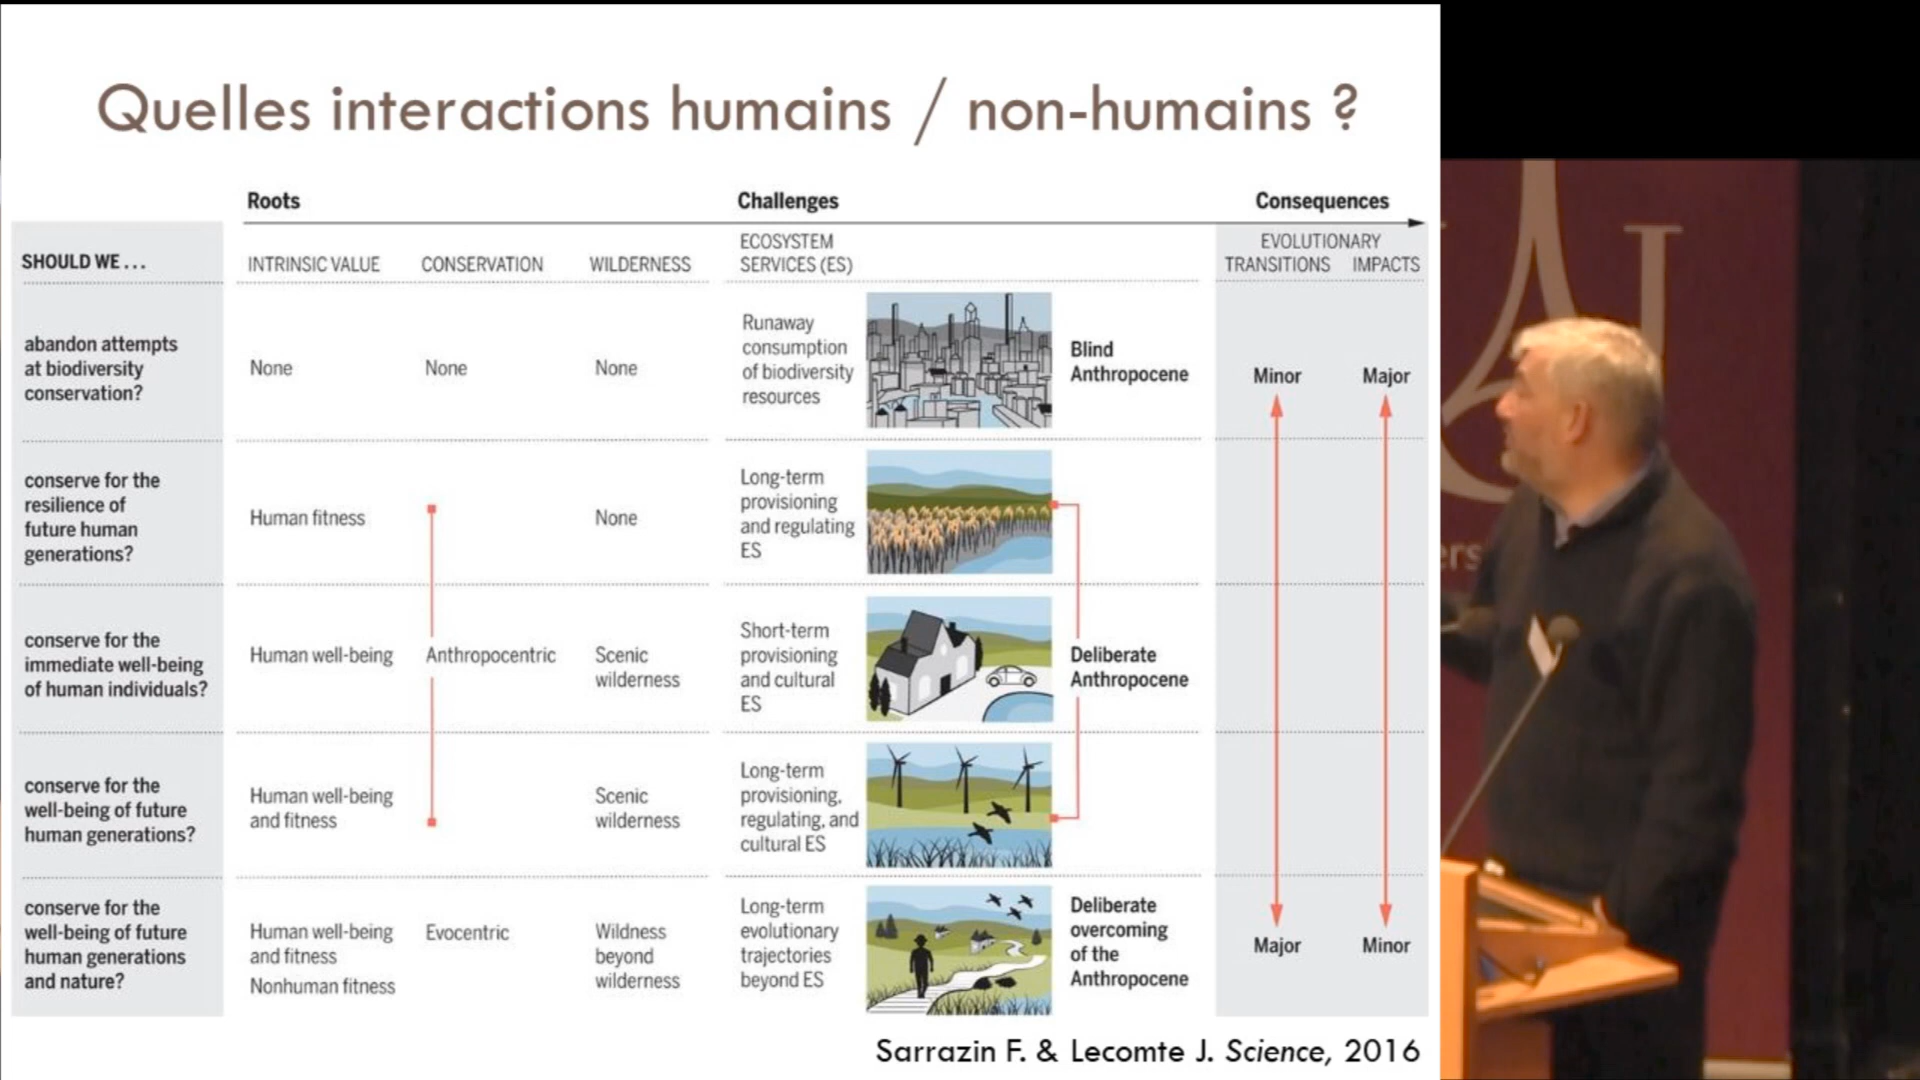 Quelles interactions humains / non-humains ?
Roots
Challenges
Consequences
SHOULD WE ...
INTRINSIC VALUE
CONSERVATION
WILDERNESS
ECOSYSTEM
SERVICES (ES)
EVOLUTIONARY
TRANSITIONS
IMPACTS
abandon attempts
at biodiversity
conservation?
None
None
None
Runaway
consumption
of biodiversity
resources
Blind
Anthropocene
Minor
Major
conserve for the
resilience of
future human
generations?
Human fitness
None
Long-term
provisioning
and regulating
ES
conserve for the
immediate well-being
of human individuals?
Human well-being
Anthropocentric
Scenic
wilderness
Short-term
provisioning
and cultural
ES
Deliberate
Anthropocene
conserve for the
well-being of future
human generations?
Human well-being
and fitness
Scenic
wilderness
Long-term
provisioning,
regulating, and
cultural ES
conserve for the
well-being of future
human generations
and nature?
Human well-being
and fitness
Nonhuman fitness
Evocentric
Wildness
beyond
wilderness
Long-term
evolutionary
trajectories
beyond ES
Deliberate
overcoming
of the
Anthropocene
Major
Minor
Sarrazin F. & Lecomte J. Science, 2016